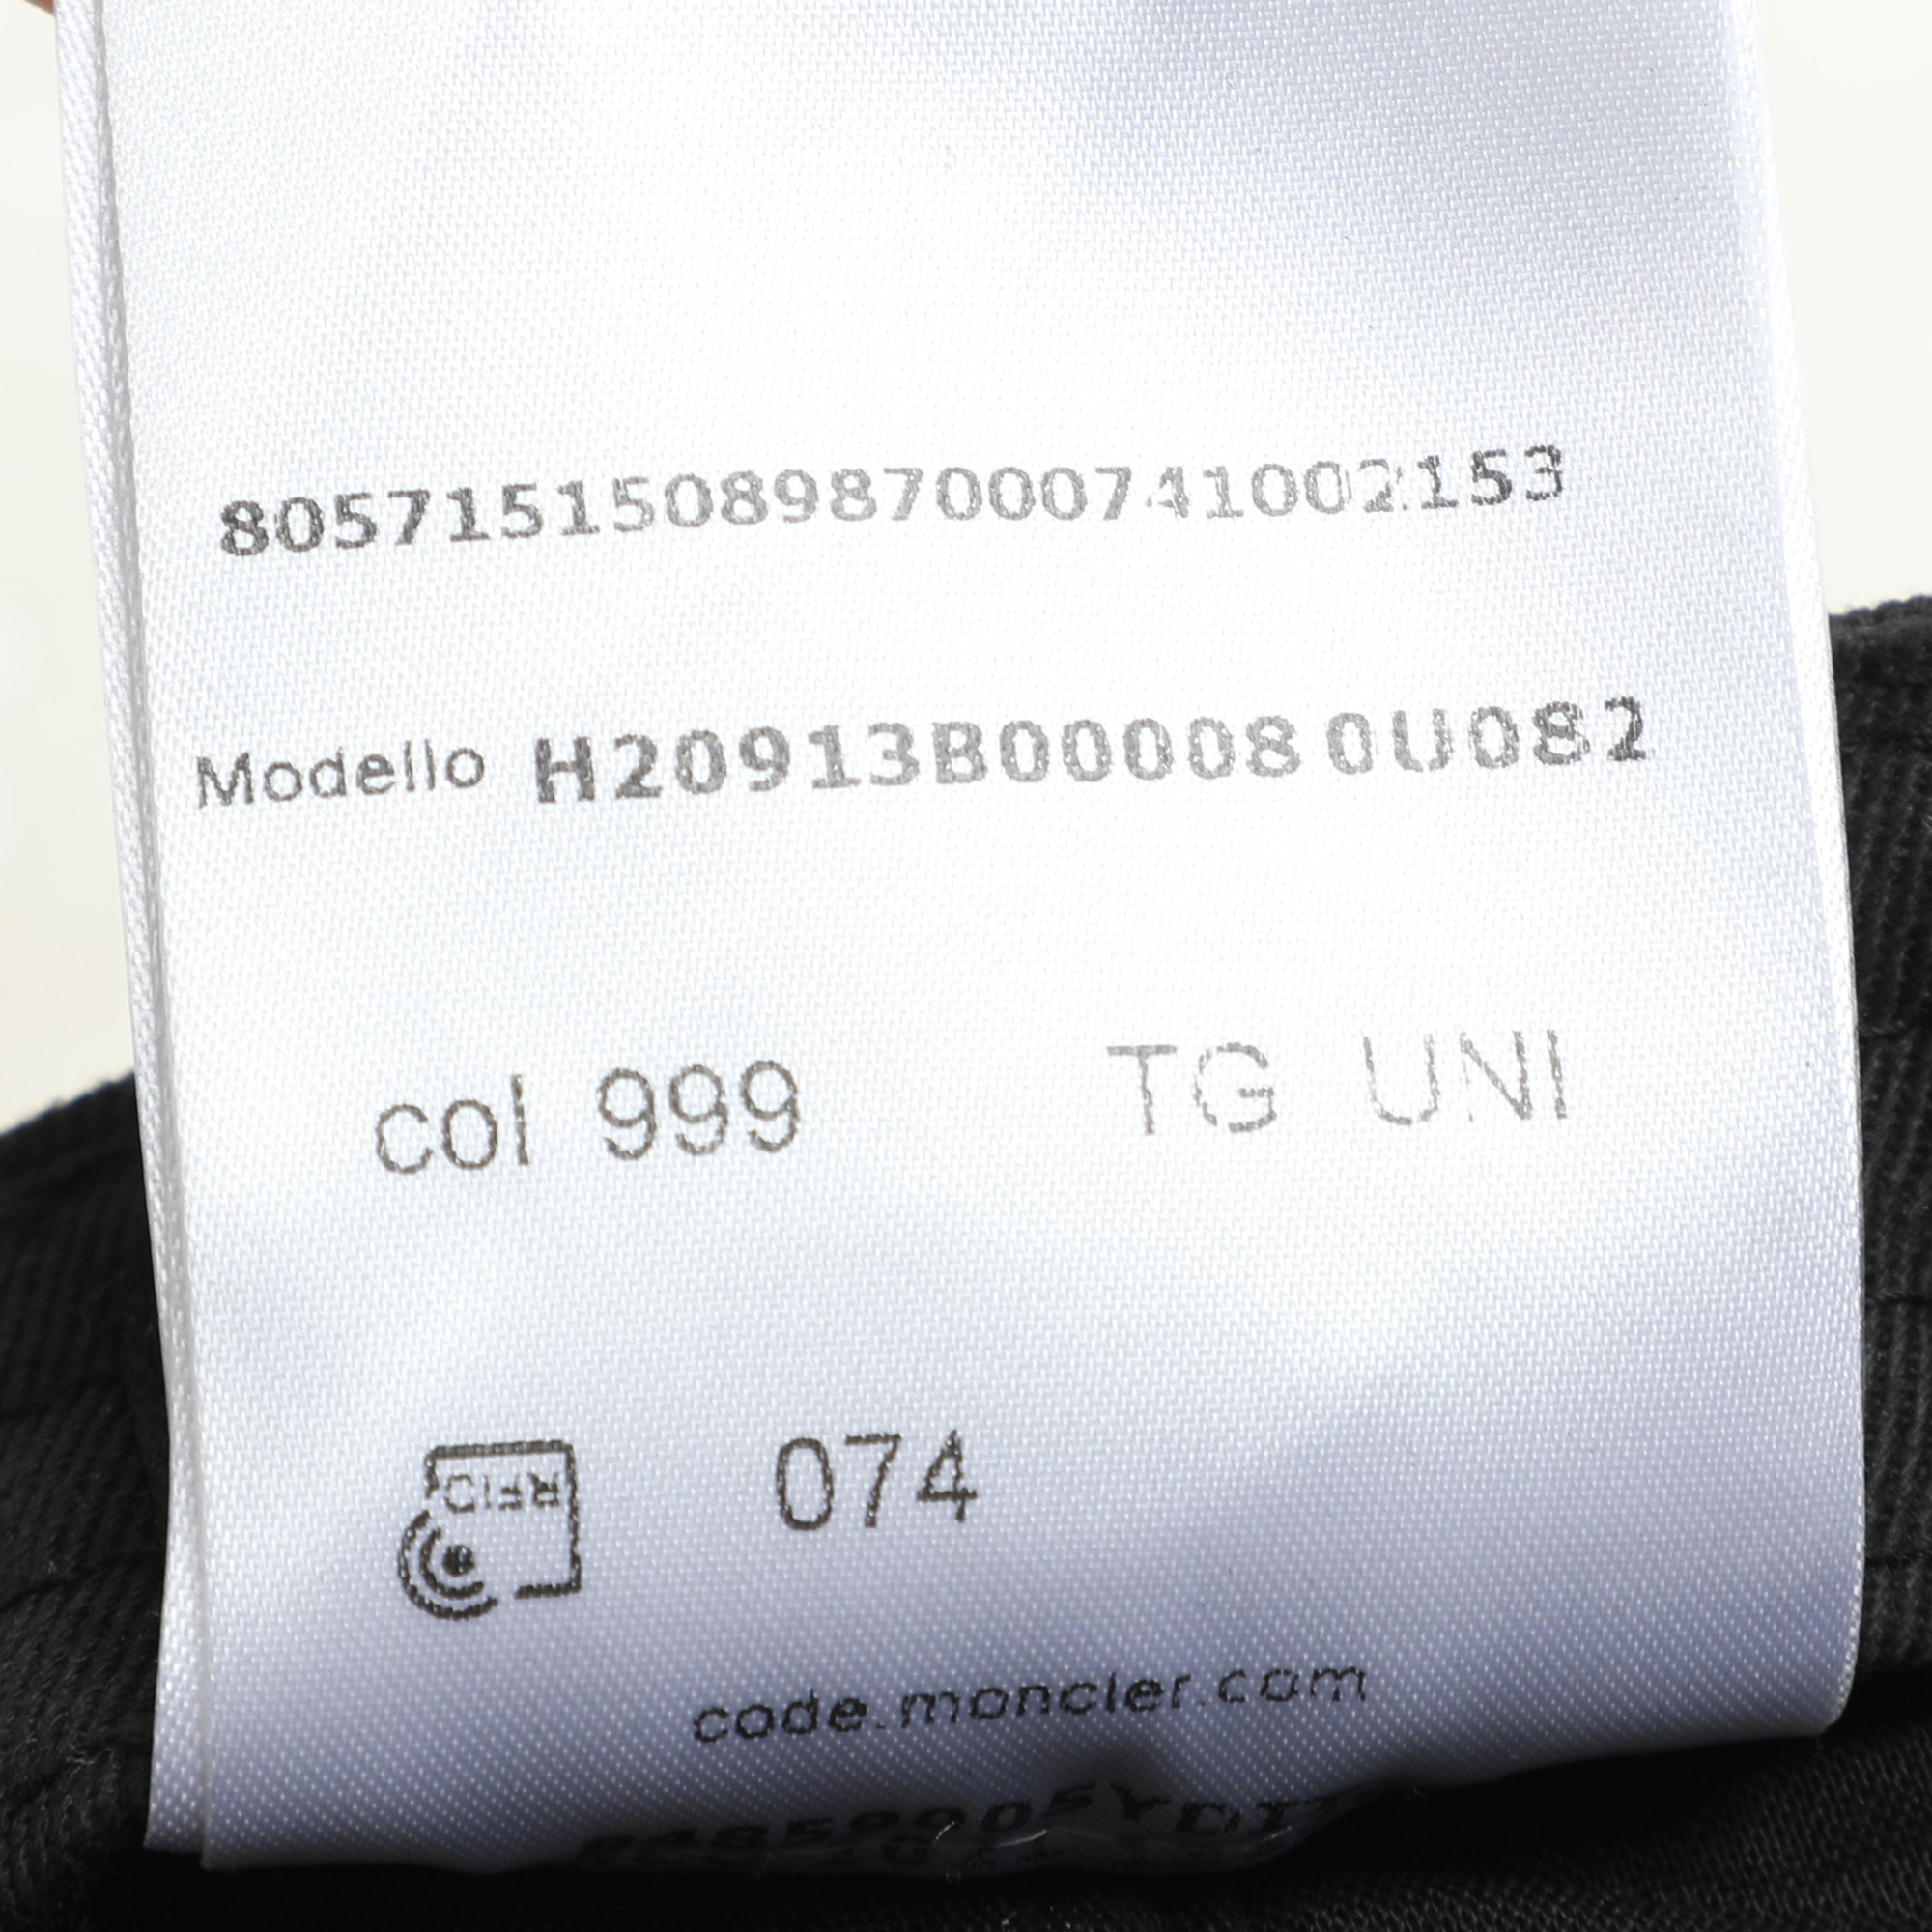 8057151508987000741002153
Modello H20913B00008 0U082
col 999 TG UNI
RFID 074
code.moncler.com